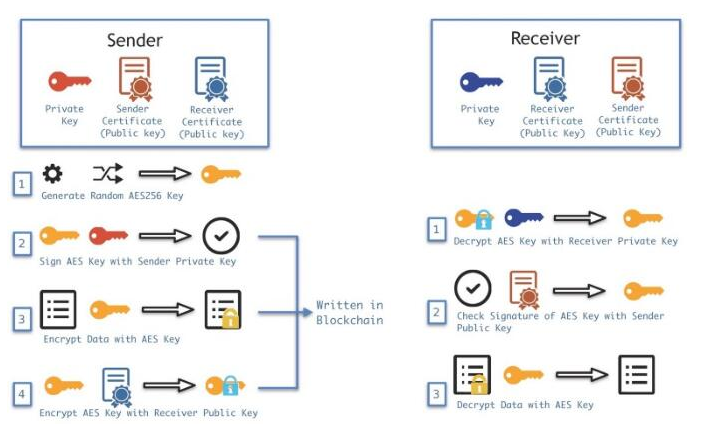 Sender
Private
Key
Sender
Certificate
(Public key)
Receiver
Certificate
(Public key)
1
Generate Random AES256 Key
2
Sign AES Key with Sender Private Key
3
Encrypt Data with AES Key
4
Encrypt AES Key with Receiver Public Key
Written in
Blockchain
Receiver
Private
Key
Receiver
Certificate
(Public Key)
Sender
Certificate
(Public Key)
1
Decrypt AES Key with Receiver Private Key
2
Check Signature of AES Key with Sender
Public Key
3
Decrypt Data with AES Key